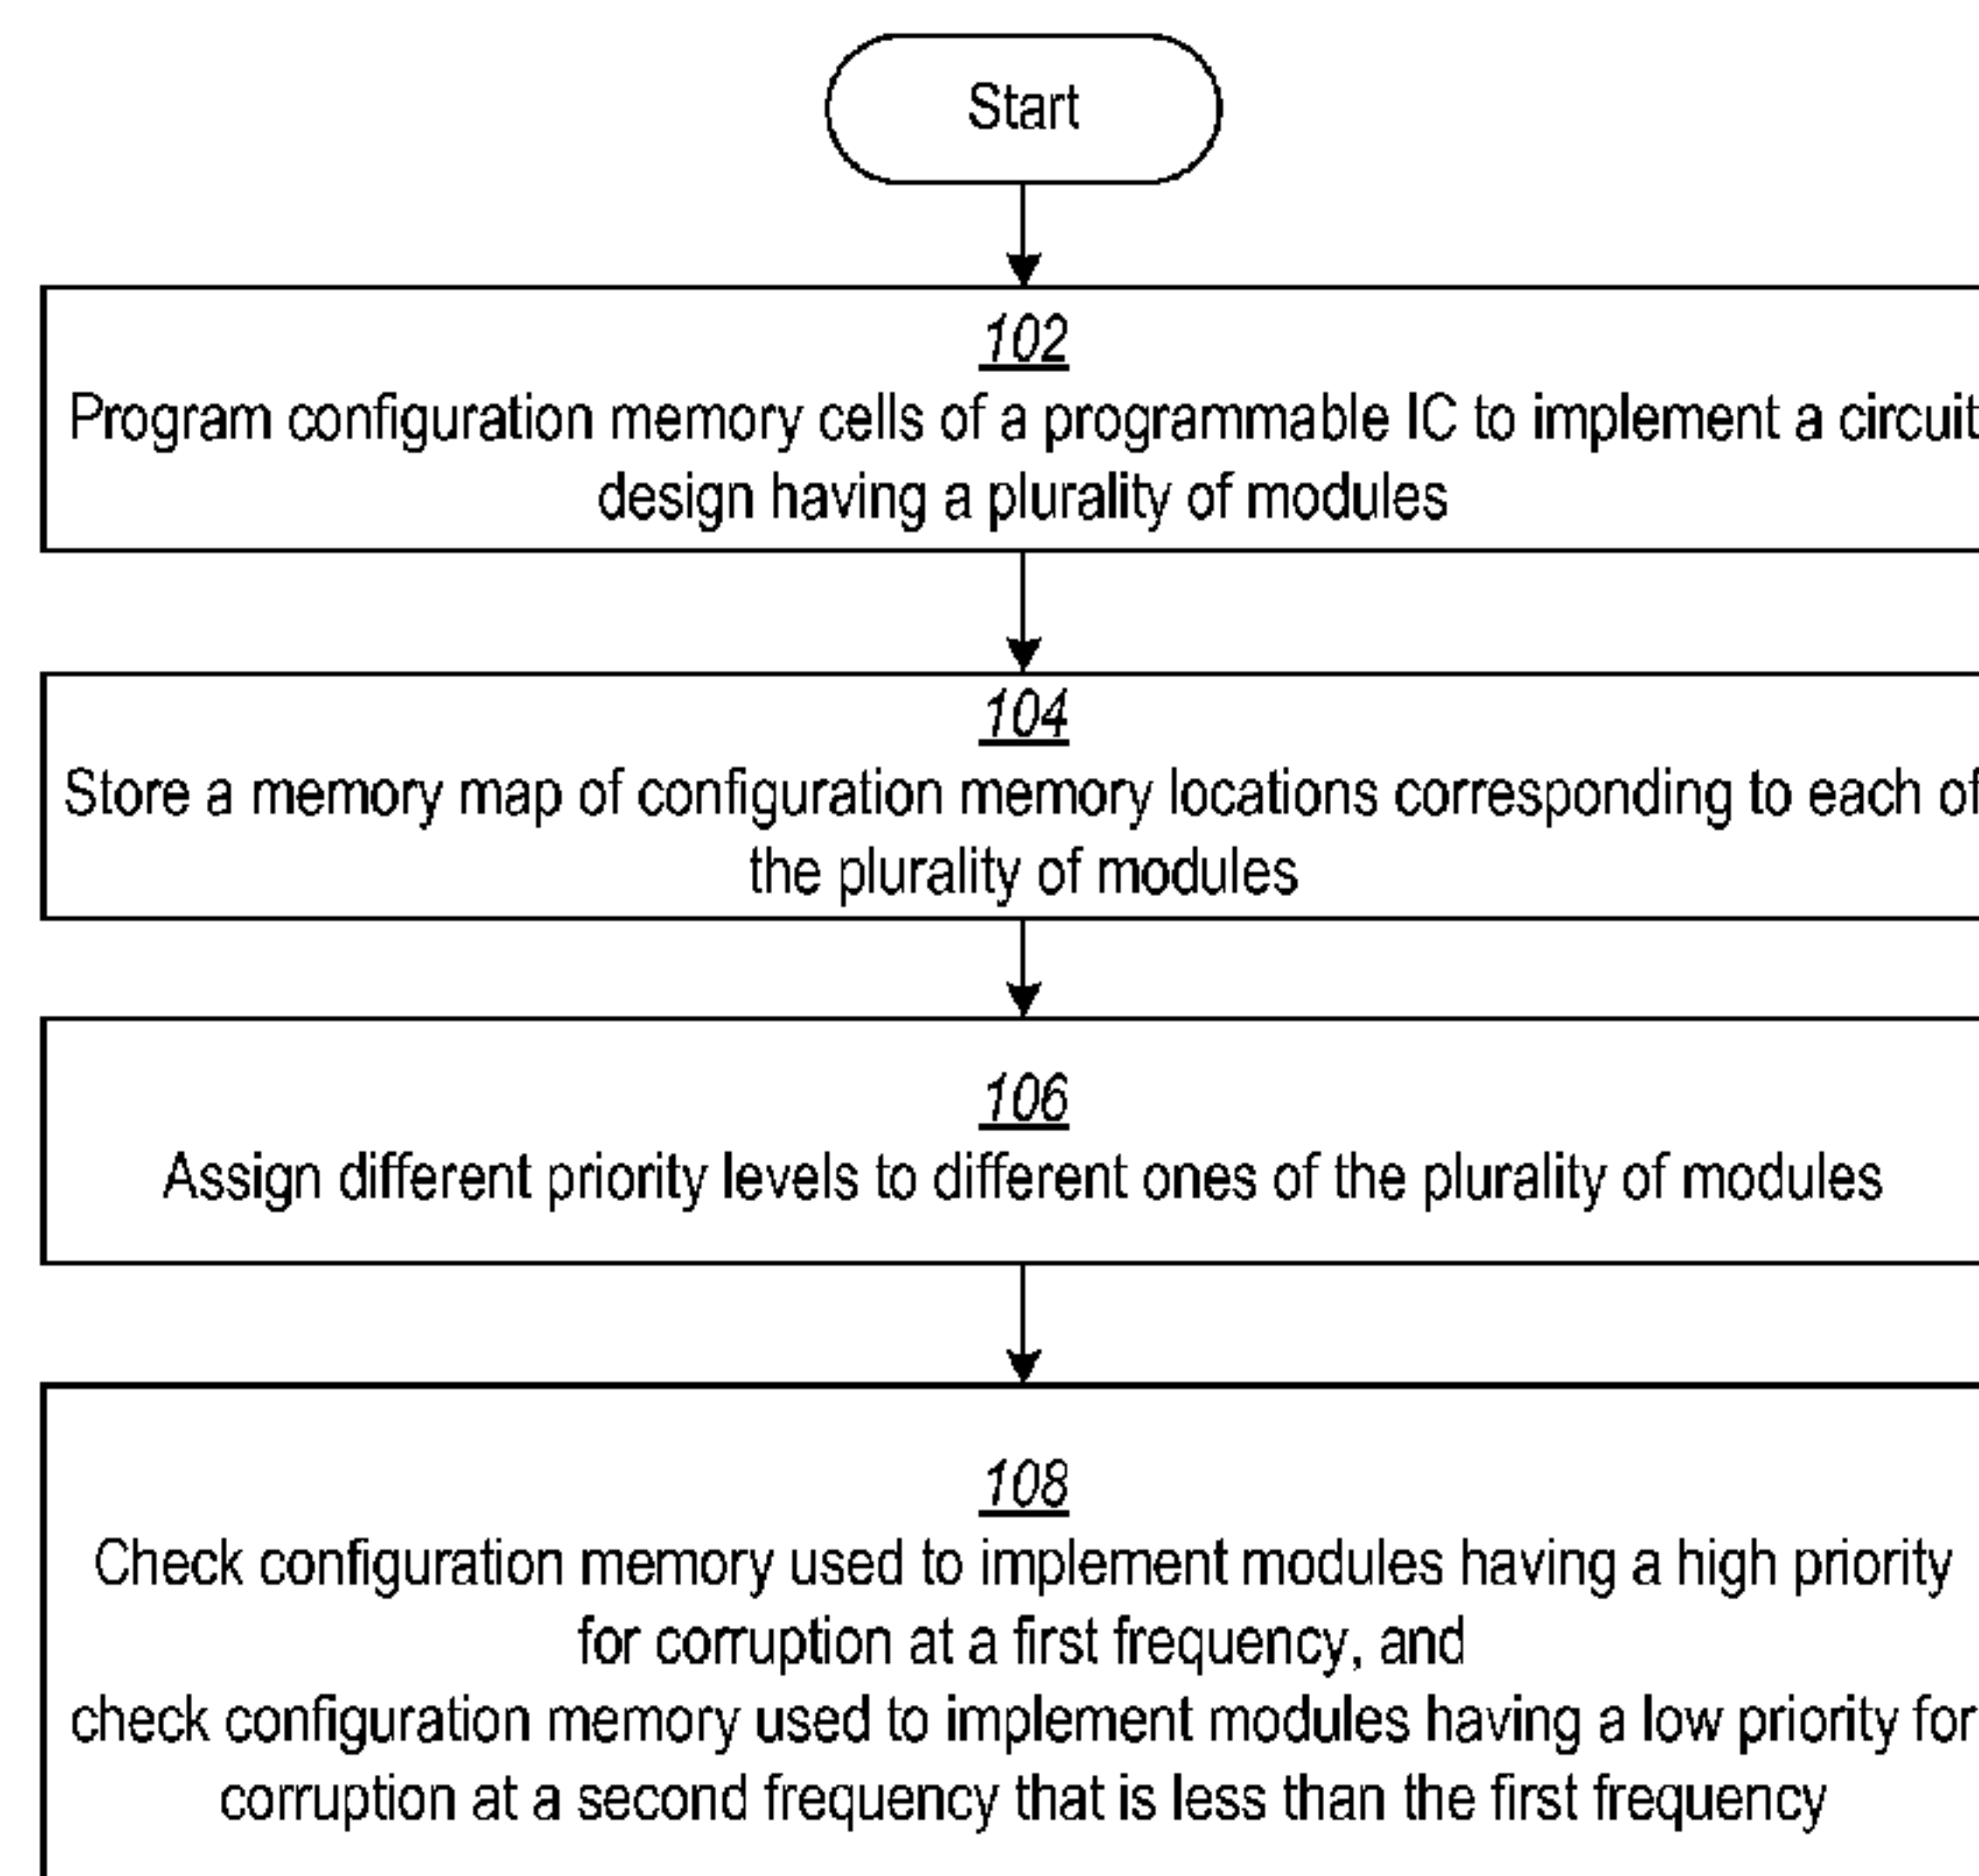 Start
102
Program configuration memory cells of a programmable IC to implement a circuit
design having a plurality of modules
104
Store a memory map of configuration memory locations corresponding to each of
the plurality of modules
106
Assign different priority levels to different ones of the plurality of modules
108
Check configuration memory used to implement modules having a high priority
for corruption at a first frequency, and
check configuration memory used to implement modules having a low priority for
corruption at a second frequency that is less than the first frequency